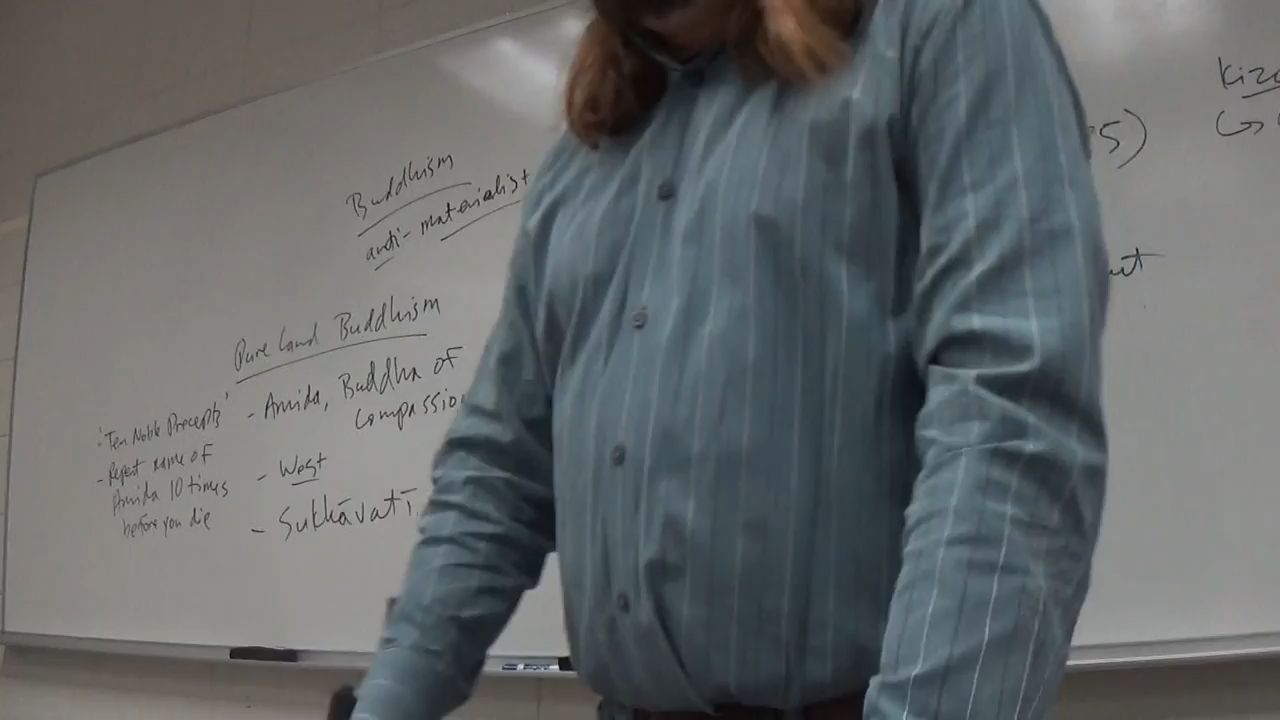 Buddhism
anti-materialist
Pure Land Buddhism
- Amida, Buddha of
compassion
- West
- Sukhāvatī
'Ten Noble Precepts'
- Repeat name of
Amida 10 times
before you die